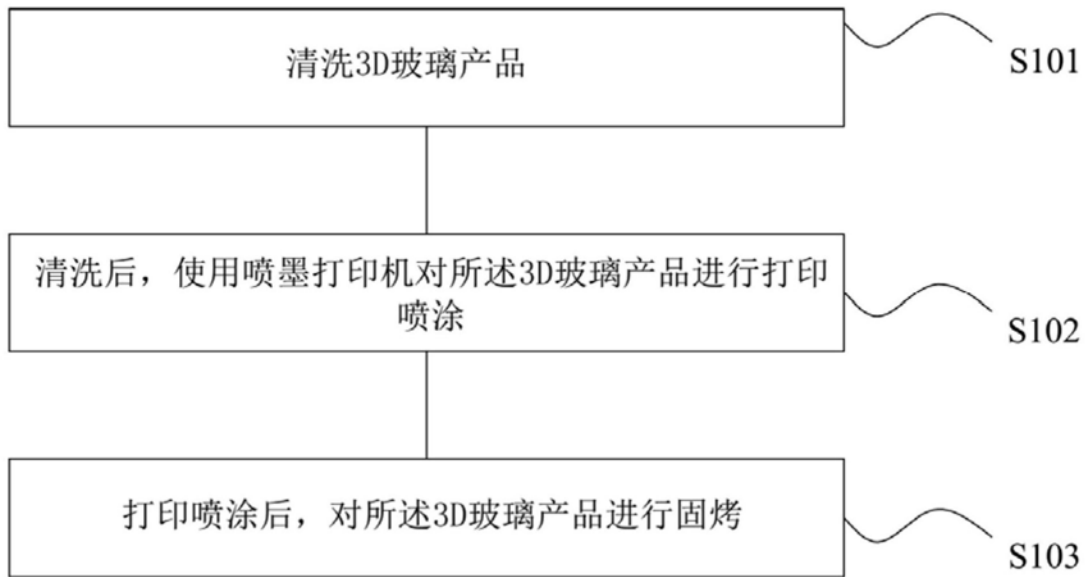 清洗3D玻璃产品
S101
清洗后，使用喷墨打印机对所述3D玻璃产品进行打印
喷涂
S102
打印喷涂后，对所述3D玻璃产品进行固烤
S103